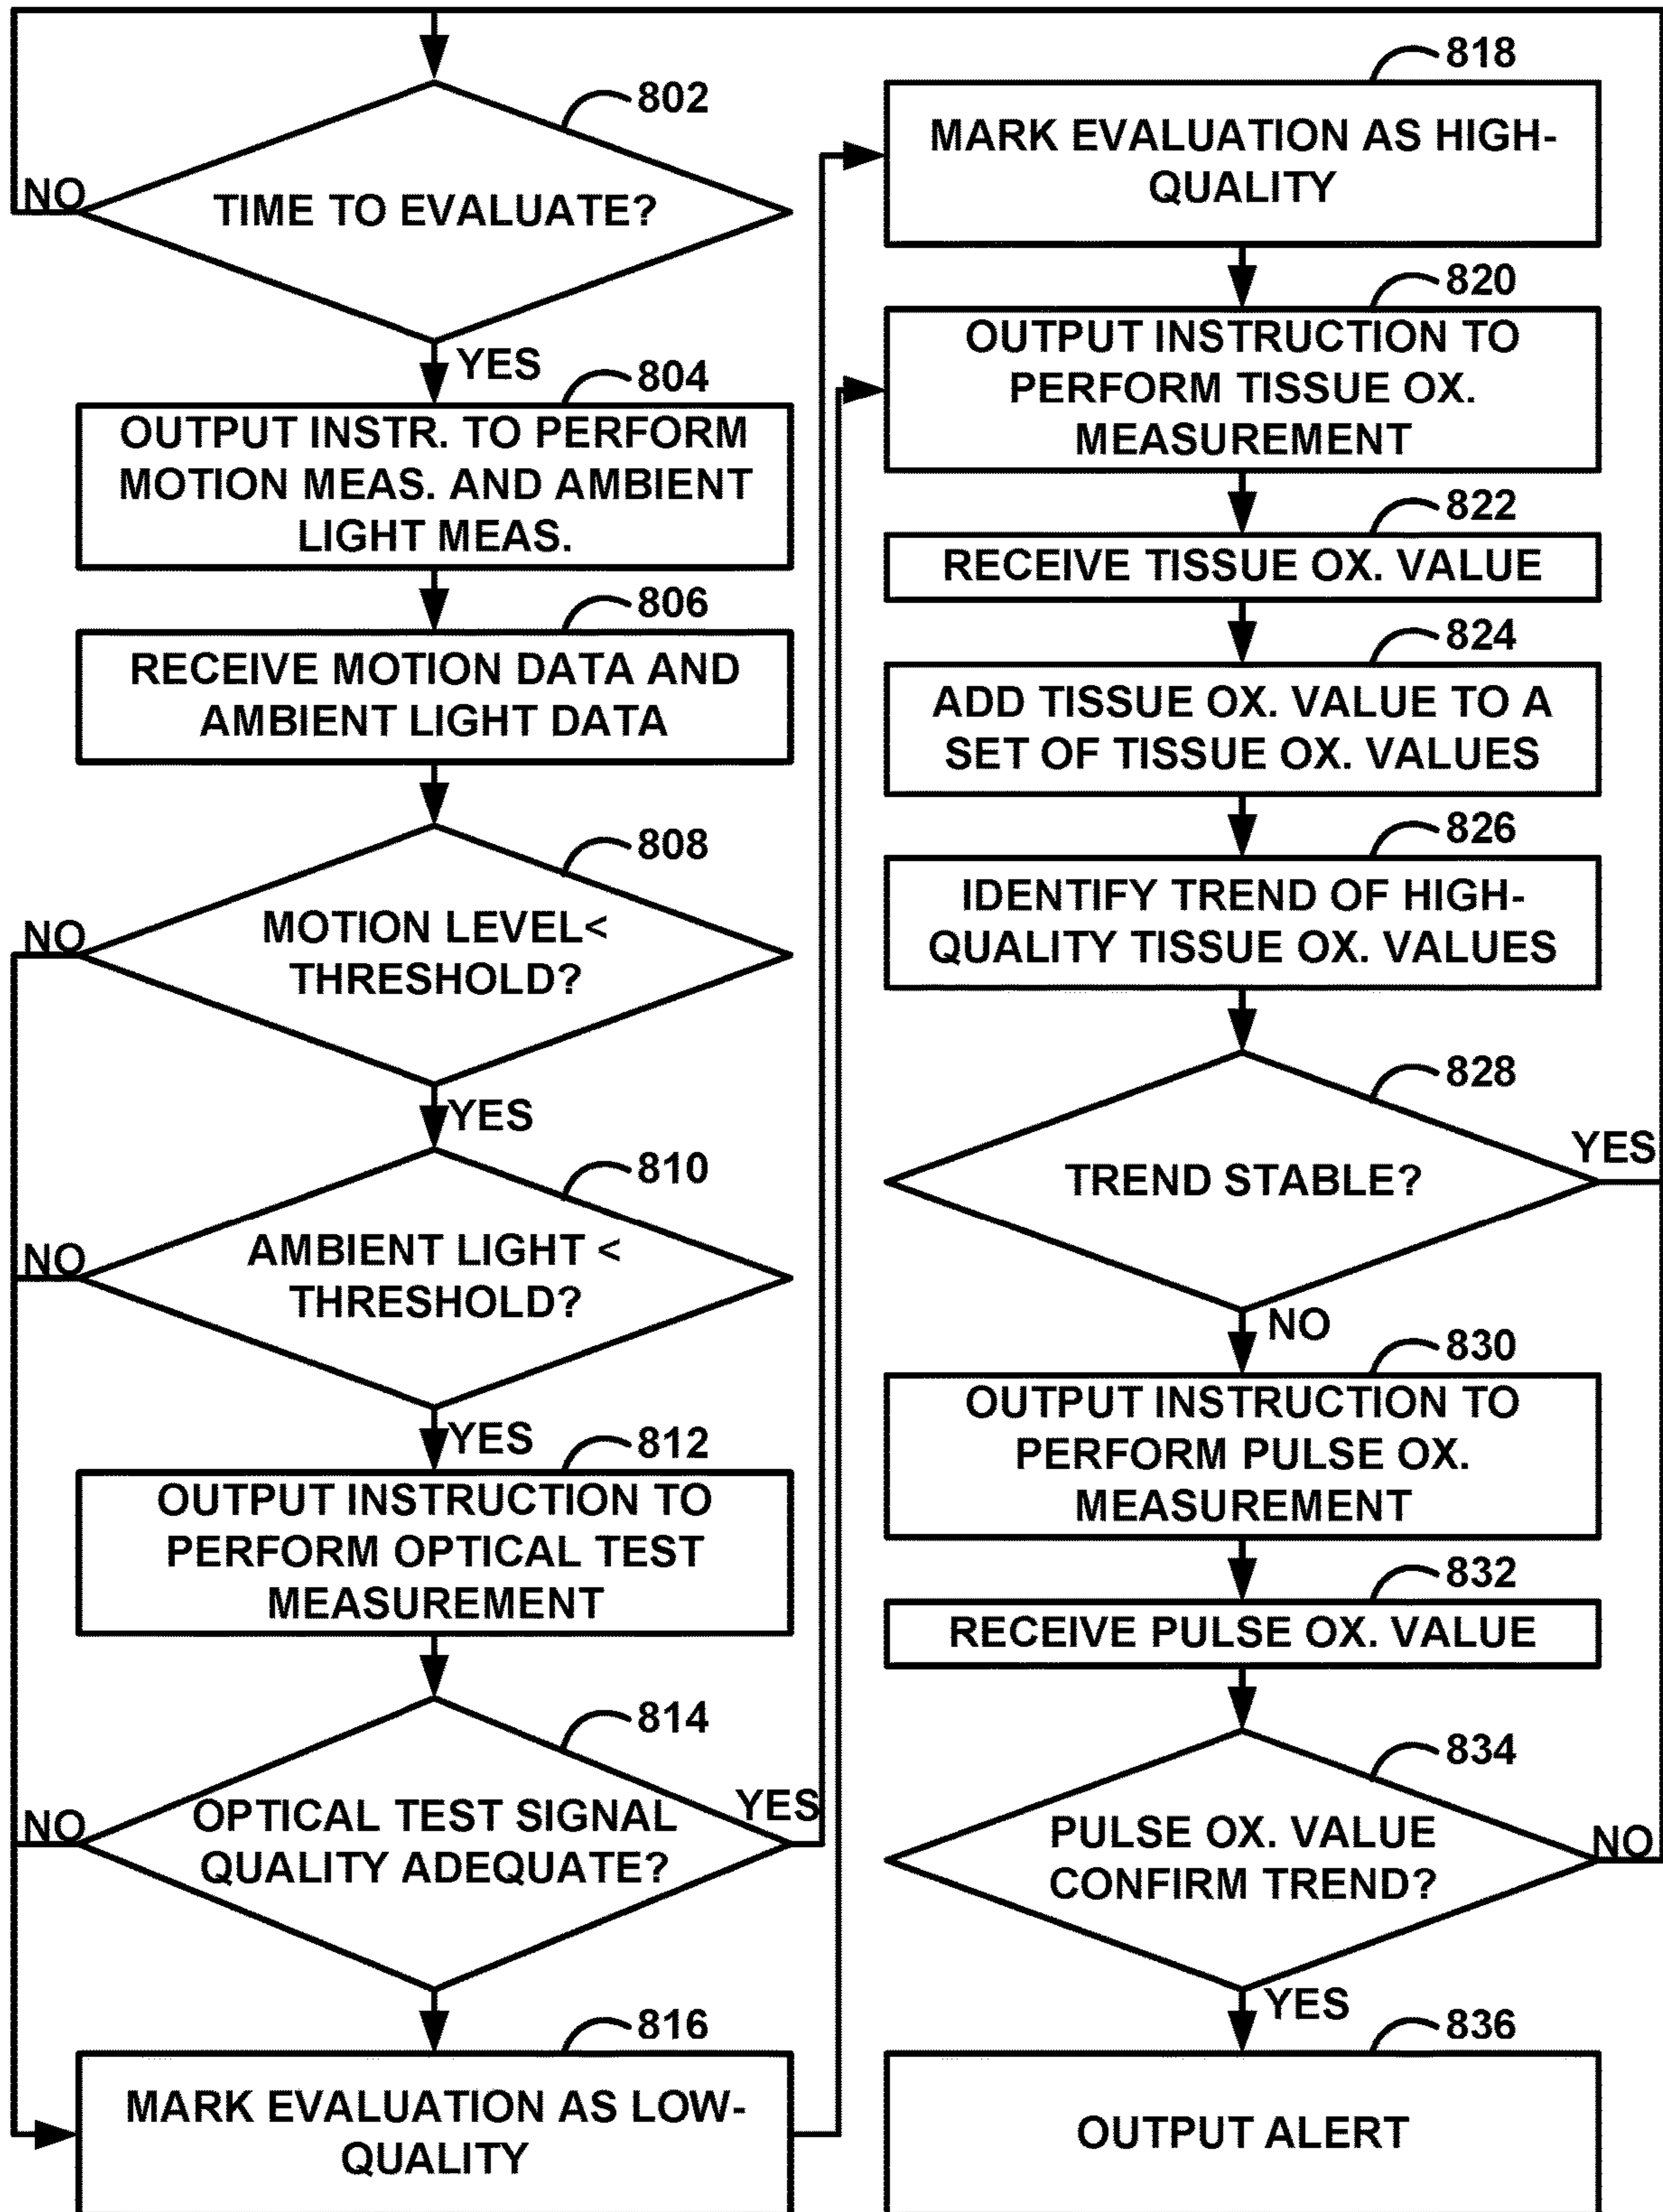 802
NO
TIME TO EVALUATE?
YES
804
OUTPUT INSTR. TO PERFORM
MOTION MEAS. AND AMBIENT
LIGHT MEAS.
806
RECEIVE MOTION DATA AND
AMBIENT LIGHT DATA
808
NO
MOTION LEVEL<
THRESHOLD?
YES
810
NO
AMBIENT LIGHT <
THRESHOLD?
YES
812
OUTPUT INSTRUCTION TO
PERFORM OPTICAL TEST
MEASUREMENT
814
NO
OPTICAL TEST SIGNAL
QUALITY ADEQUATE?
YES
816
MARK EVALUATION AS LOW-
QUALITY
818
MARK EVALUATION AS HIGH-
QUALITY
820
OUTPUT INSTRUCTION TO
PERFORM TISSUE OX.
MEASUREMENT
822
RECEIVE TISSUE OX. VALUE
824
ADD TISSUE OX. VALUE TO A
SET OF TISSUE OX. VALUES
826
IDENTIFY TREND OF HIGH-
QUALITY TISSUE OX. VALUES
828
TREND STABLE?
YES
NO
830
OUTPUT INSTRUCTION TO
PERFORM PULSE OX.
MEASUREMENT
832
RECEIVE PULSE OX. VALUE
834
PULSE OX. VALUE
CONFIRM TREND?
NO
YES
836
OUTPUT ALERT